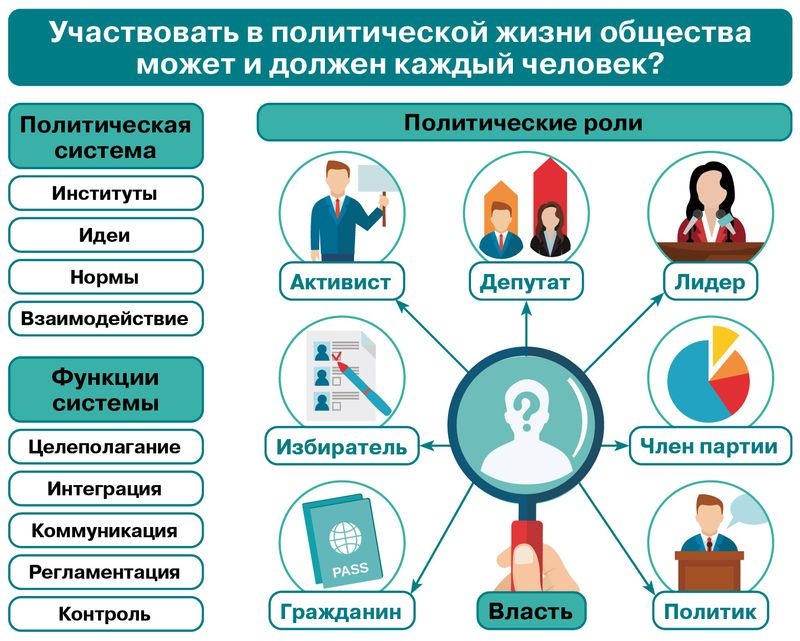 Участвовать в политической жизни общества
может и должен каждый человек?
Политическая
система
Институты
Идеи
Нормы
Взаимодействие
Функции
системы
Целеполагание
Интеграция
Коммуникация
Регламентация
Контроль
Политические роли
Активист
Депутат
Лидер
Избиратель
?
Член партии
PASS
Гражданин
Власть
Политик